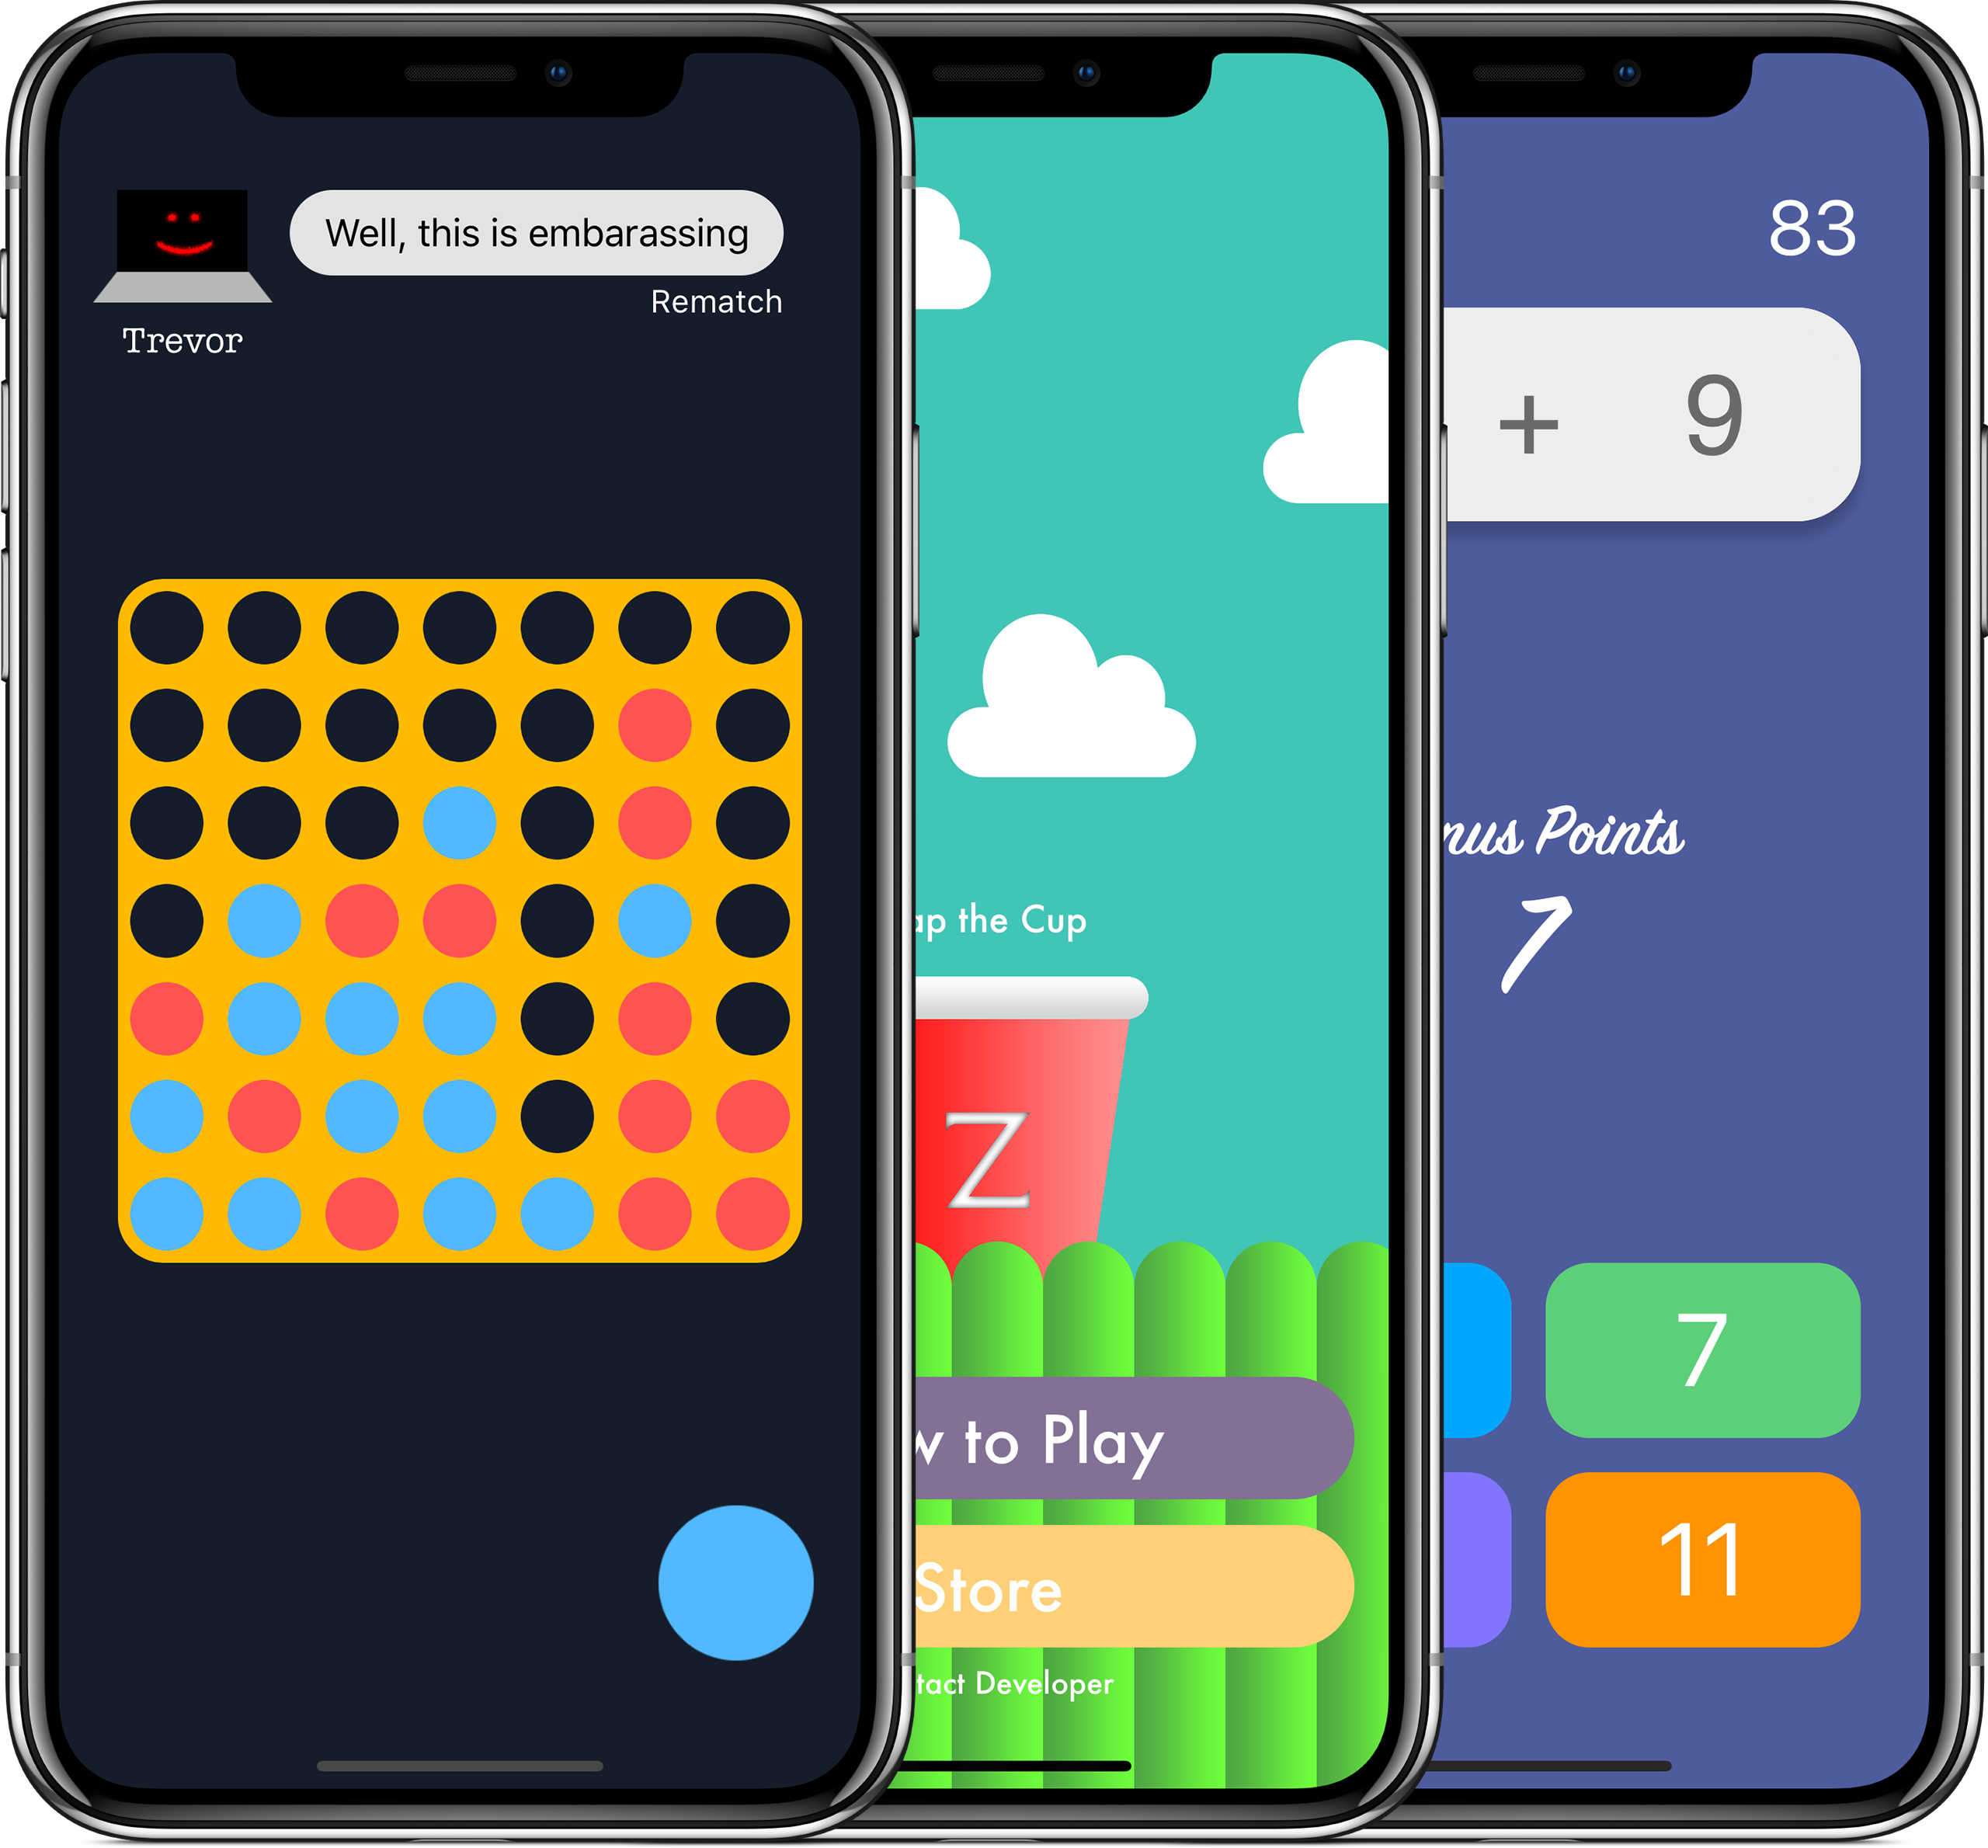 Well, this is embarassing
Rematch
Trevor
ap the Cup
Z
w to Play
Store
tact Developer
83
+ 9
nus Points
7
7
11